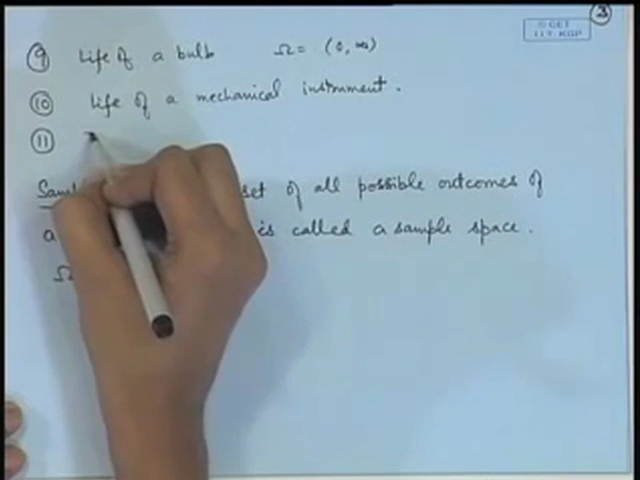 3
© CET
I.I.T. KGP
9 Life of a bulb Ω = (0, ∞)
10 Life of a mechanical instrument.
11
set of all possible outcomes of
a is called a sample space.
Ω